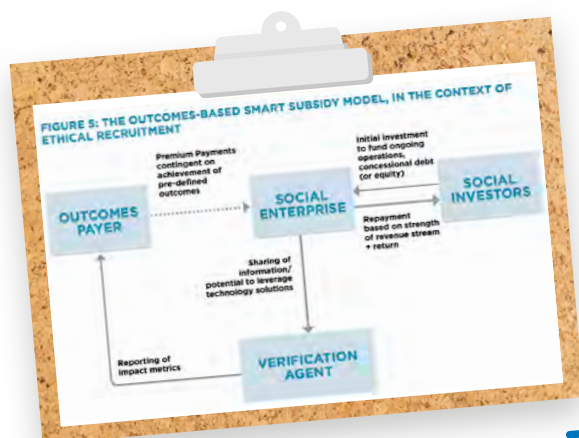 FIGURE 5: THE OUTCOMES-BASED SMART SUBSIDY MODEL, IN THE CONTEXT OF
ETHICAL RECRUITMENT
Premium Payments
contingent on
achievement of
pre-defined
outcomes
Initial investment
to fund ongoing
operations,
concessional debt
(or equity)
OUTCOMES
PAYER
SOCIAL
ENTERPRISE
SOCIAL
INVESTORS
Repayment
based on strength
of revenue stream
+ return
Sharing of
information/
potential to leverage
technology solutions
Reporting of
impact metrics
VERIFICATION
AGENT